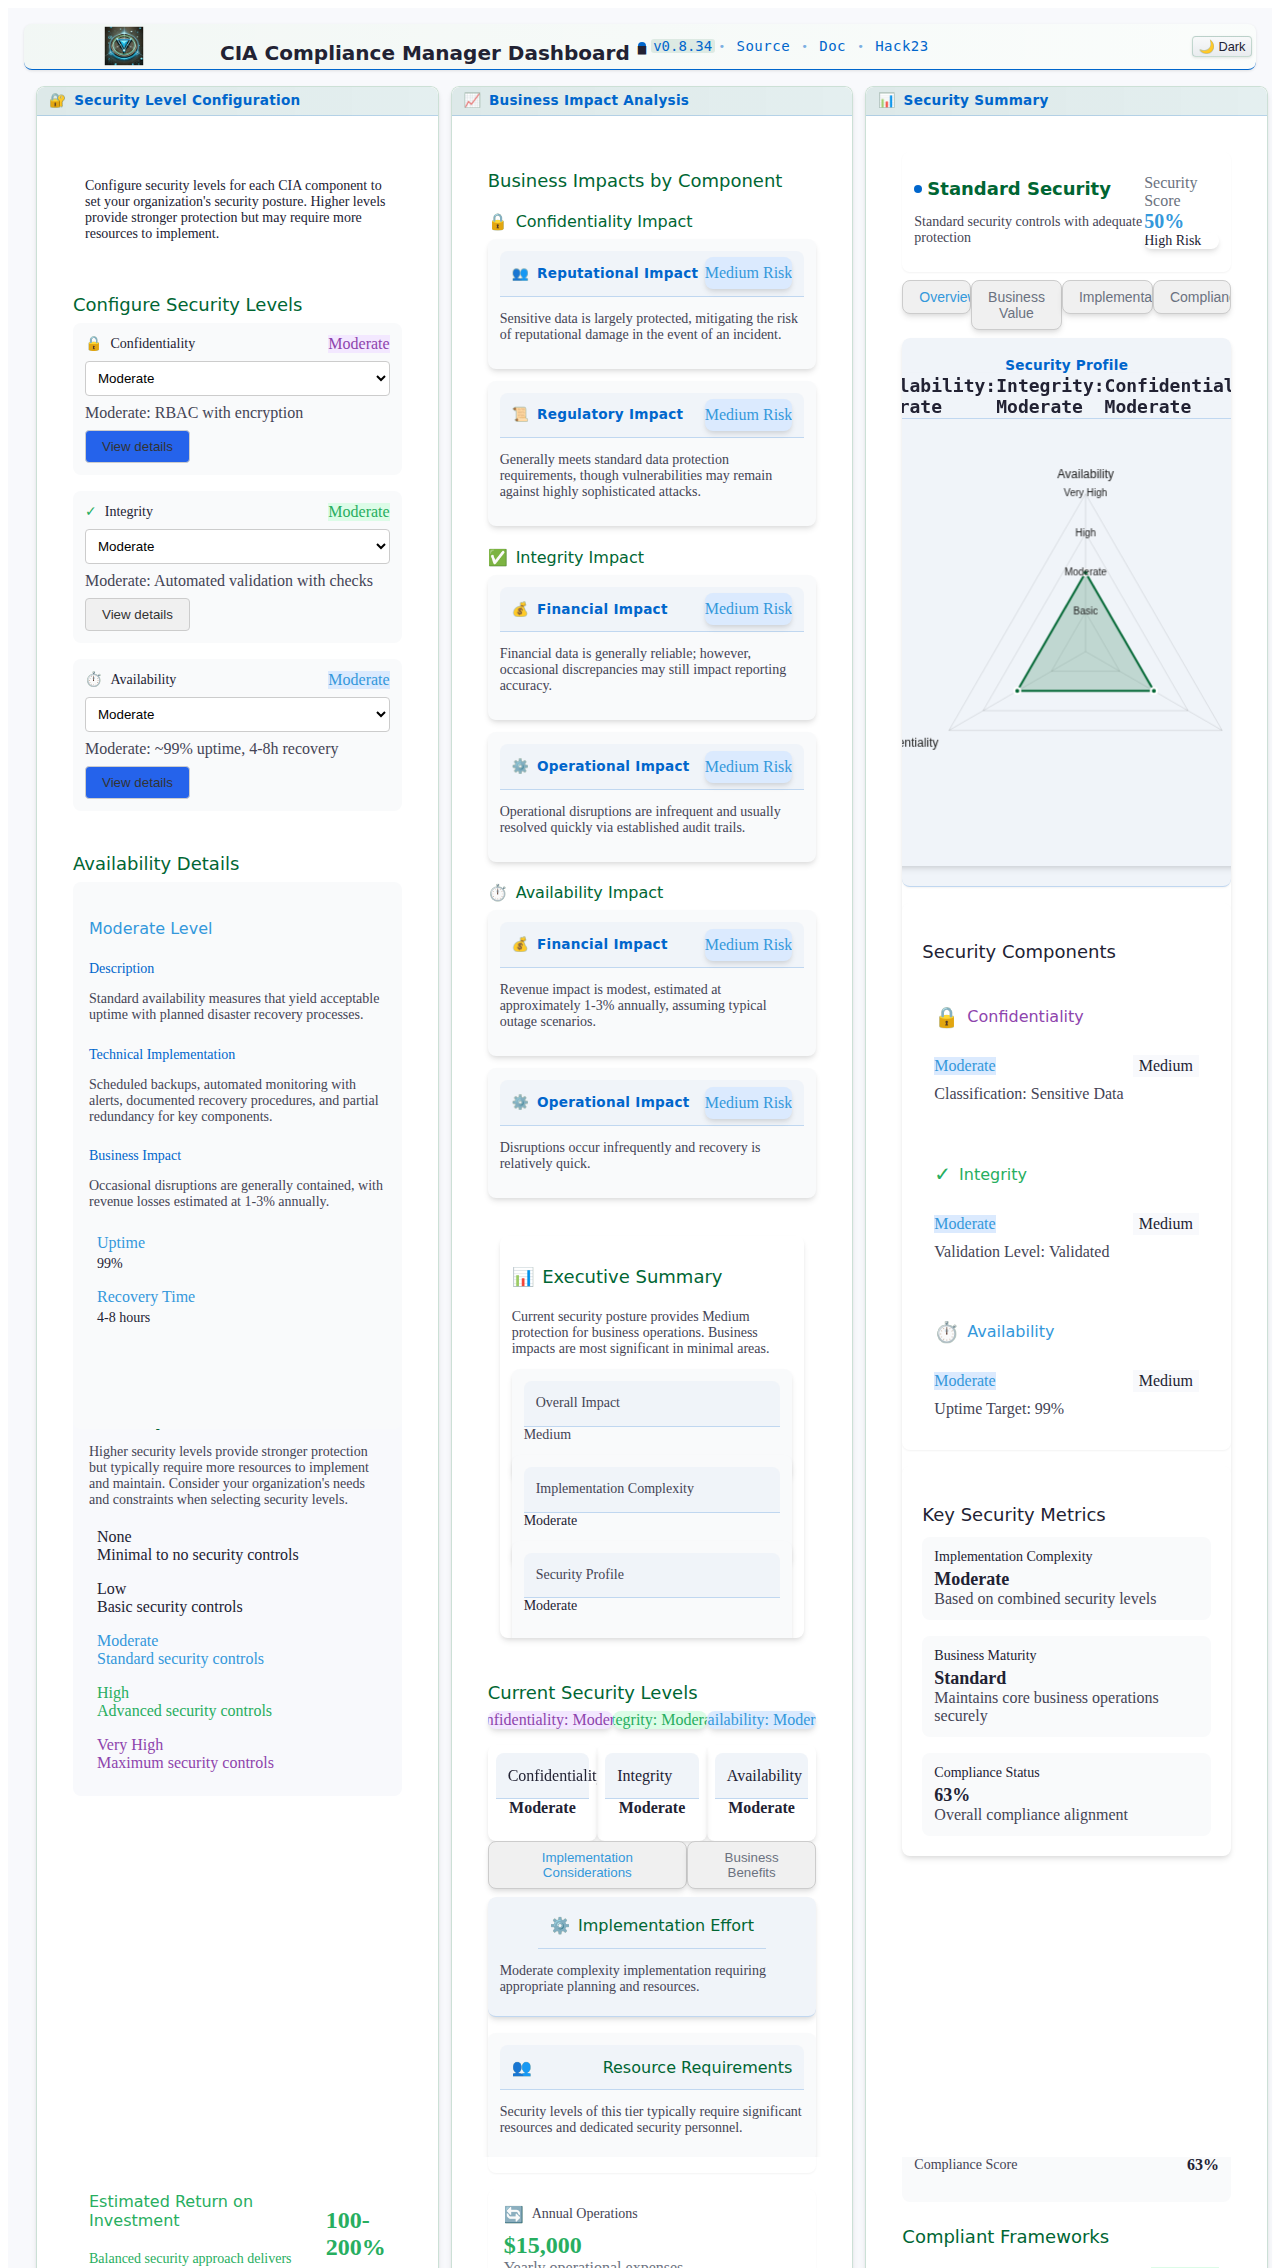 CIA Compliance Manager Dashboard v0.8.34 • Source • Doc • Hack23
Dark
Security Level Configuration
Configure security levels for each CIA component to
set your organization's security posture. Higher levels
provide stronger protection but may require more
resources to implement.
Configure Security Levels
Confidentiality Moderate
Moderate
Moderate: RBAC with encryption
View details
Integrity Moderate
Moderate
Moderate: Automated validation with checks
View details
Availability Moderate
Moderate
Moderate: ~99% uptime, 4-8h recovery
View details
Availability Details
Moderate Level
Description
Standard availability measures that yield acceptable
uptime with planned disaster recovery processes.
Technical Implementation
Scheduled backups, automated monitoring with
alerts, documented recovery procedures, and partial
redundancy for key components.
Business Impact
Occasional disruptions are generally contained, with
revenue losses estimated at 1-3% annually.
Uptime
99%
Recovery Time
4-8 hours
Higher security levels provide stronger protection
but typically require more resources to implement
and maintain. Consider your organization's needs
and constraints when selecting security levels.
None
Minimal to no security controls
Low
Basic security controls
Moderate
Standard security controls
High
Advanced security controls
Very High
Maximum security controls
Estimated Return on
Investment
100-
200%
Balanced security approach delivers
Business Impact Analysis
Business Impacts by Component
Confidentiality Impact
Reputational Impact Medium Risk
Sensitive data is largely protected, mitigating the risk
of reputational damage in the event of an incident.
Regulatory Impact Medium Risk
Generally meets standard data protection
requirements, though vulnerabilities may remain
against highly sophisticated attacks.
Integrity Impact
Financial Impact Medium Risk
Financial data is generally reliable; however,
occasional discrepancies may still impact reporting
accuracy.
Operational Impact Medium Risk
Operational disruptions are infrequent and usually
resolved quickly via established audit trails.
Availability Impact
Financial Impact Medium Risk
Revenue impact is modest, estimated at
approximately 1-3% annually, assuming typical
outage scenarios.
Operational Impact Medium Risk
Disruptions occur infrequently and recovery is
relatively quick.
Executive Summary
Current security posture provides Medium
protection for business operations. Business
impacts are most significant in minimal areas.
Overall Impact
Medium
Implementation Complexity
Moderate
Security Profile
Moderate
Current Security Levels
nfidentiality: Moder tegrity: Modera ailability: Moder
Confidentialit Integrity Availability
Moderate Moderate Moderate
Implementation
Considerations
Business
Benefits
Implementation Effort
Moderate complexity implementation requiring
appropriate planning and resources.
Resource Requirements
Security levels of this tier typically require significant
resources and dedicated security personnel.
Annual Operations
$15,000
Yearly operational expenses
Security Summary
Standard Security
Standard security controls with adequate
protection
Security
Score
50%
High Risk
Overview
Business
Value
Implementa
Complian
Security Profile
lability: Integrity: Confidential
rate Moderate Moderate
Availability
Very High
High
Moderate
Basic
entiality
Security Components
Confidentiality
Moderate Medium
Classification: Sensitive Data
Integrity
Moderate Medium
Validation Level: Validated
Availability
Moderate Medium
Uptime Target: 99%
Key Security Metrics
Implementation Complexity
Moderate
Based on combined security levels
Business Maturity
Standard
Maintains core business operations
securely
Compliance Status
63%
Overall compliance alignment
Compliance Score 63%
Compliant Frameworks